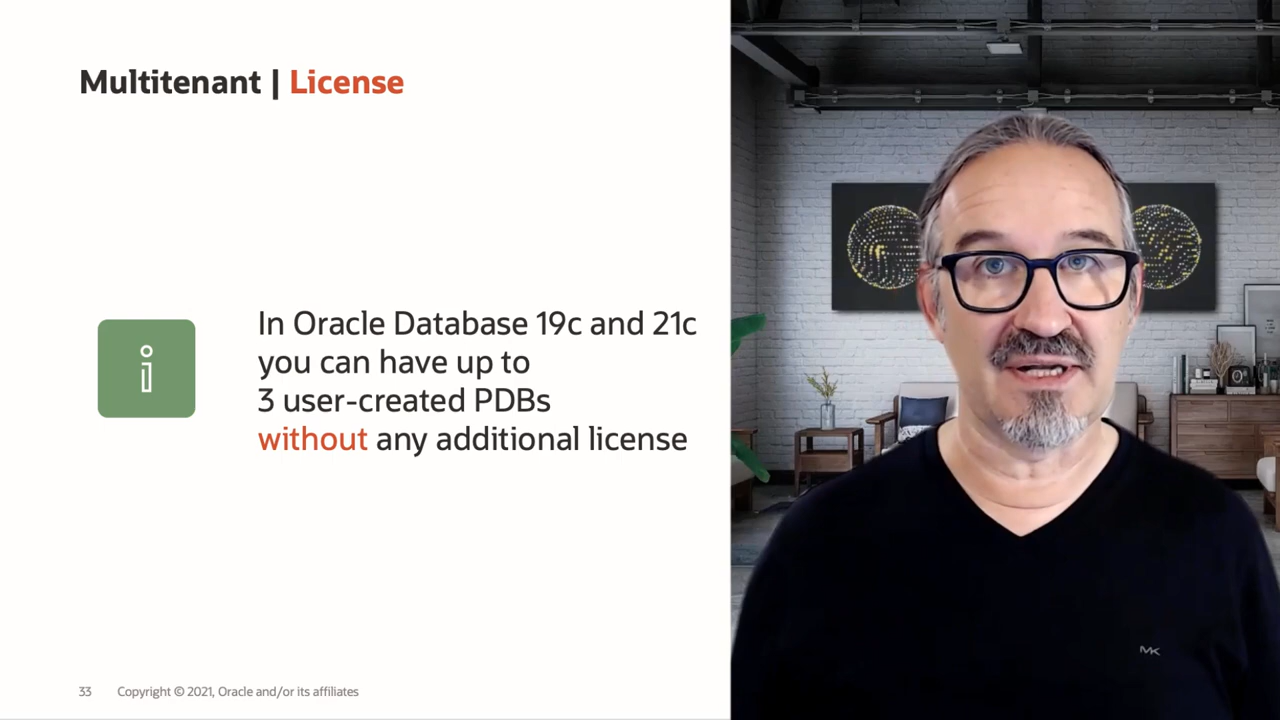 Multitenant | License
i
In Oracle Database 19c and 21c
you can have up to
3 user-created PDBs
without any additional license
MK
33 Copyright © 2021, Oracle and/or its affiliates